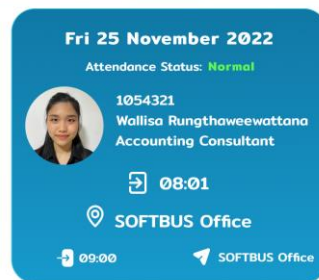 Fri 25 November 2022
Attendance Status: Normal
1054321
Wallisa Rungthaweewattana
Accounting Consultant
08:01
SOFTBUS Office
09:00 SOFTBUS Office